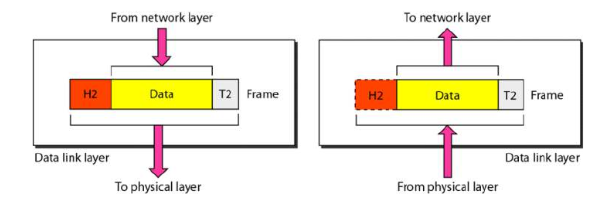 From network layer
H2 Data T2 Frame
Data link layer
To physical layer
To network layer
H2 Data T2 Frame
Data link layer
From physical layer